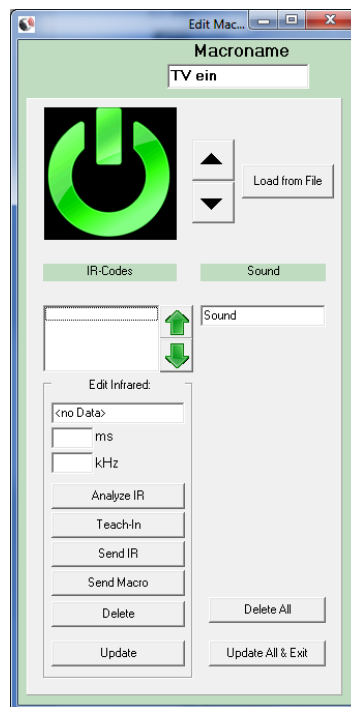 Edit Mac...
Macroname
TV ein
Load from File
IR-Codes
Sound
Sound
Edit Infrared:
<no Data>
ms
kHz
Analyze IR
Teach-In
Send IR
Send Macro
Delete
Delete All
Update
Update All & Exit